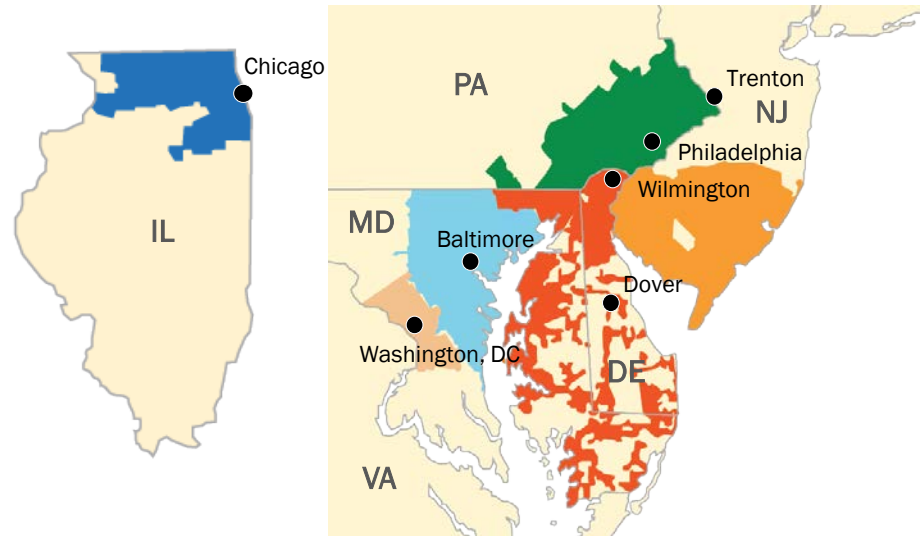 Chicago
IL
PA
Trenton
NJ
Philadelphia
Wilmington
MD
Baltimore
Dover
Washington, DC
DE
VA